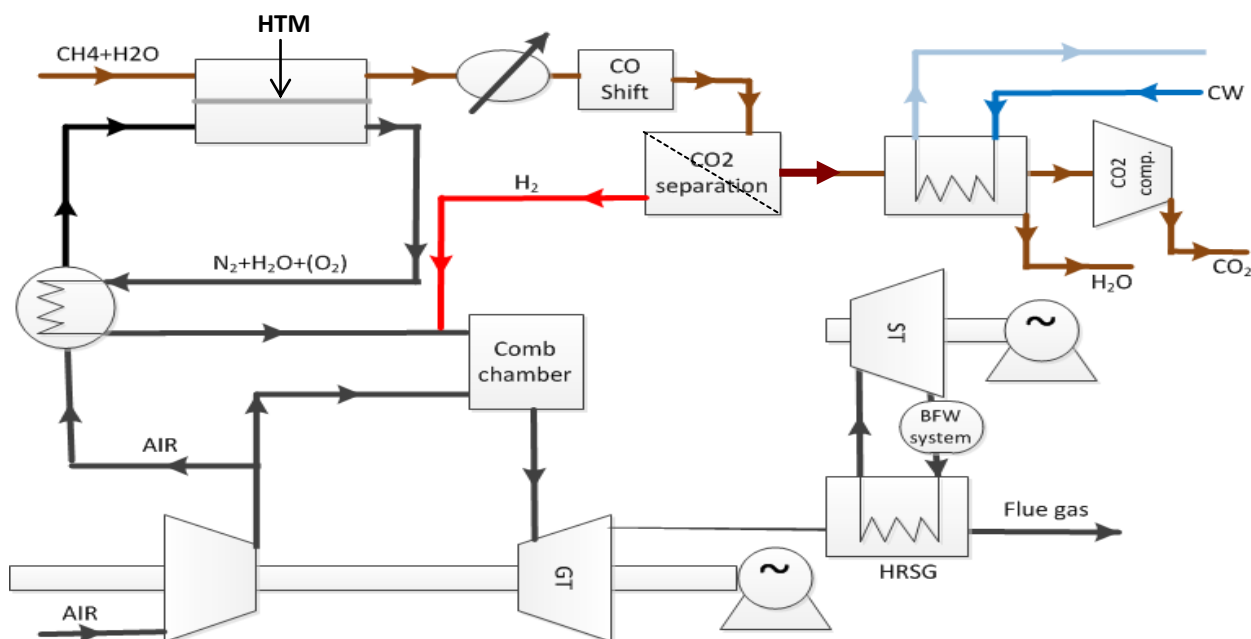 HTM
CH4+H2O
CO
Shift
CW
CO2
separation
CO2
comp.
H₂
N₂+H₂O+(O₂)
H₂O
CO₂
ST
~
Comb
chamber
BFW
system
AIR
Flue gas
GT
~
HRSG
AIR